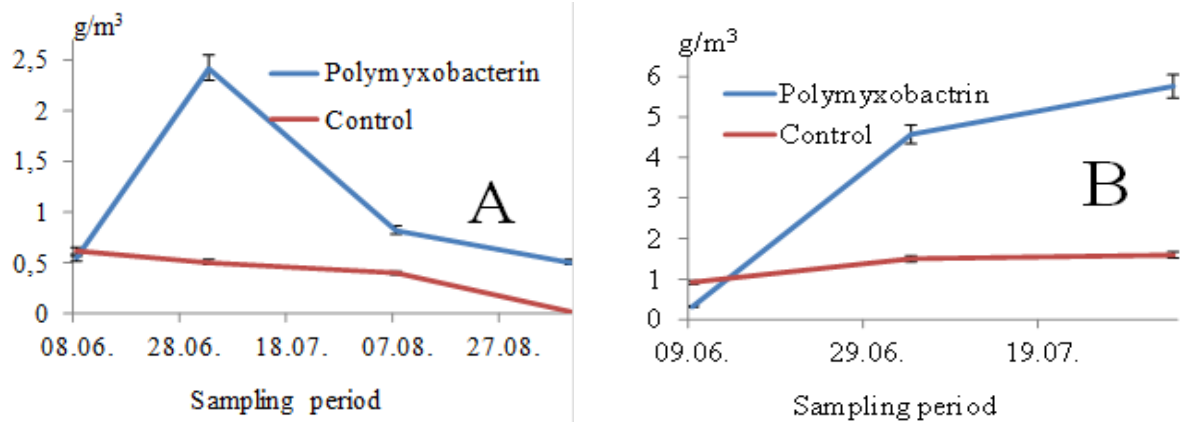 g/m³
2,5
2
1,5
1
0,5
0
Polymyxobacterin
Control
A
08.06. 28.06. 18.07. 07.08. 27.08.
Sampling period
g/m³
6
5
4
3
2
1
0
Polymyxobactrin
Control
B
09.06. 29.06. 19.07.
Sampling period